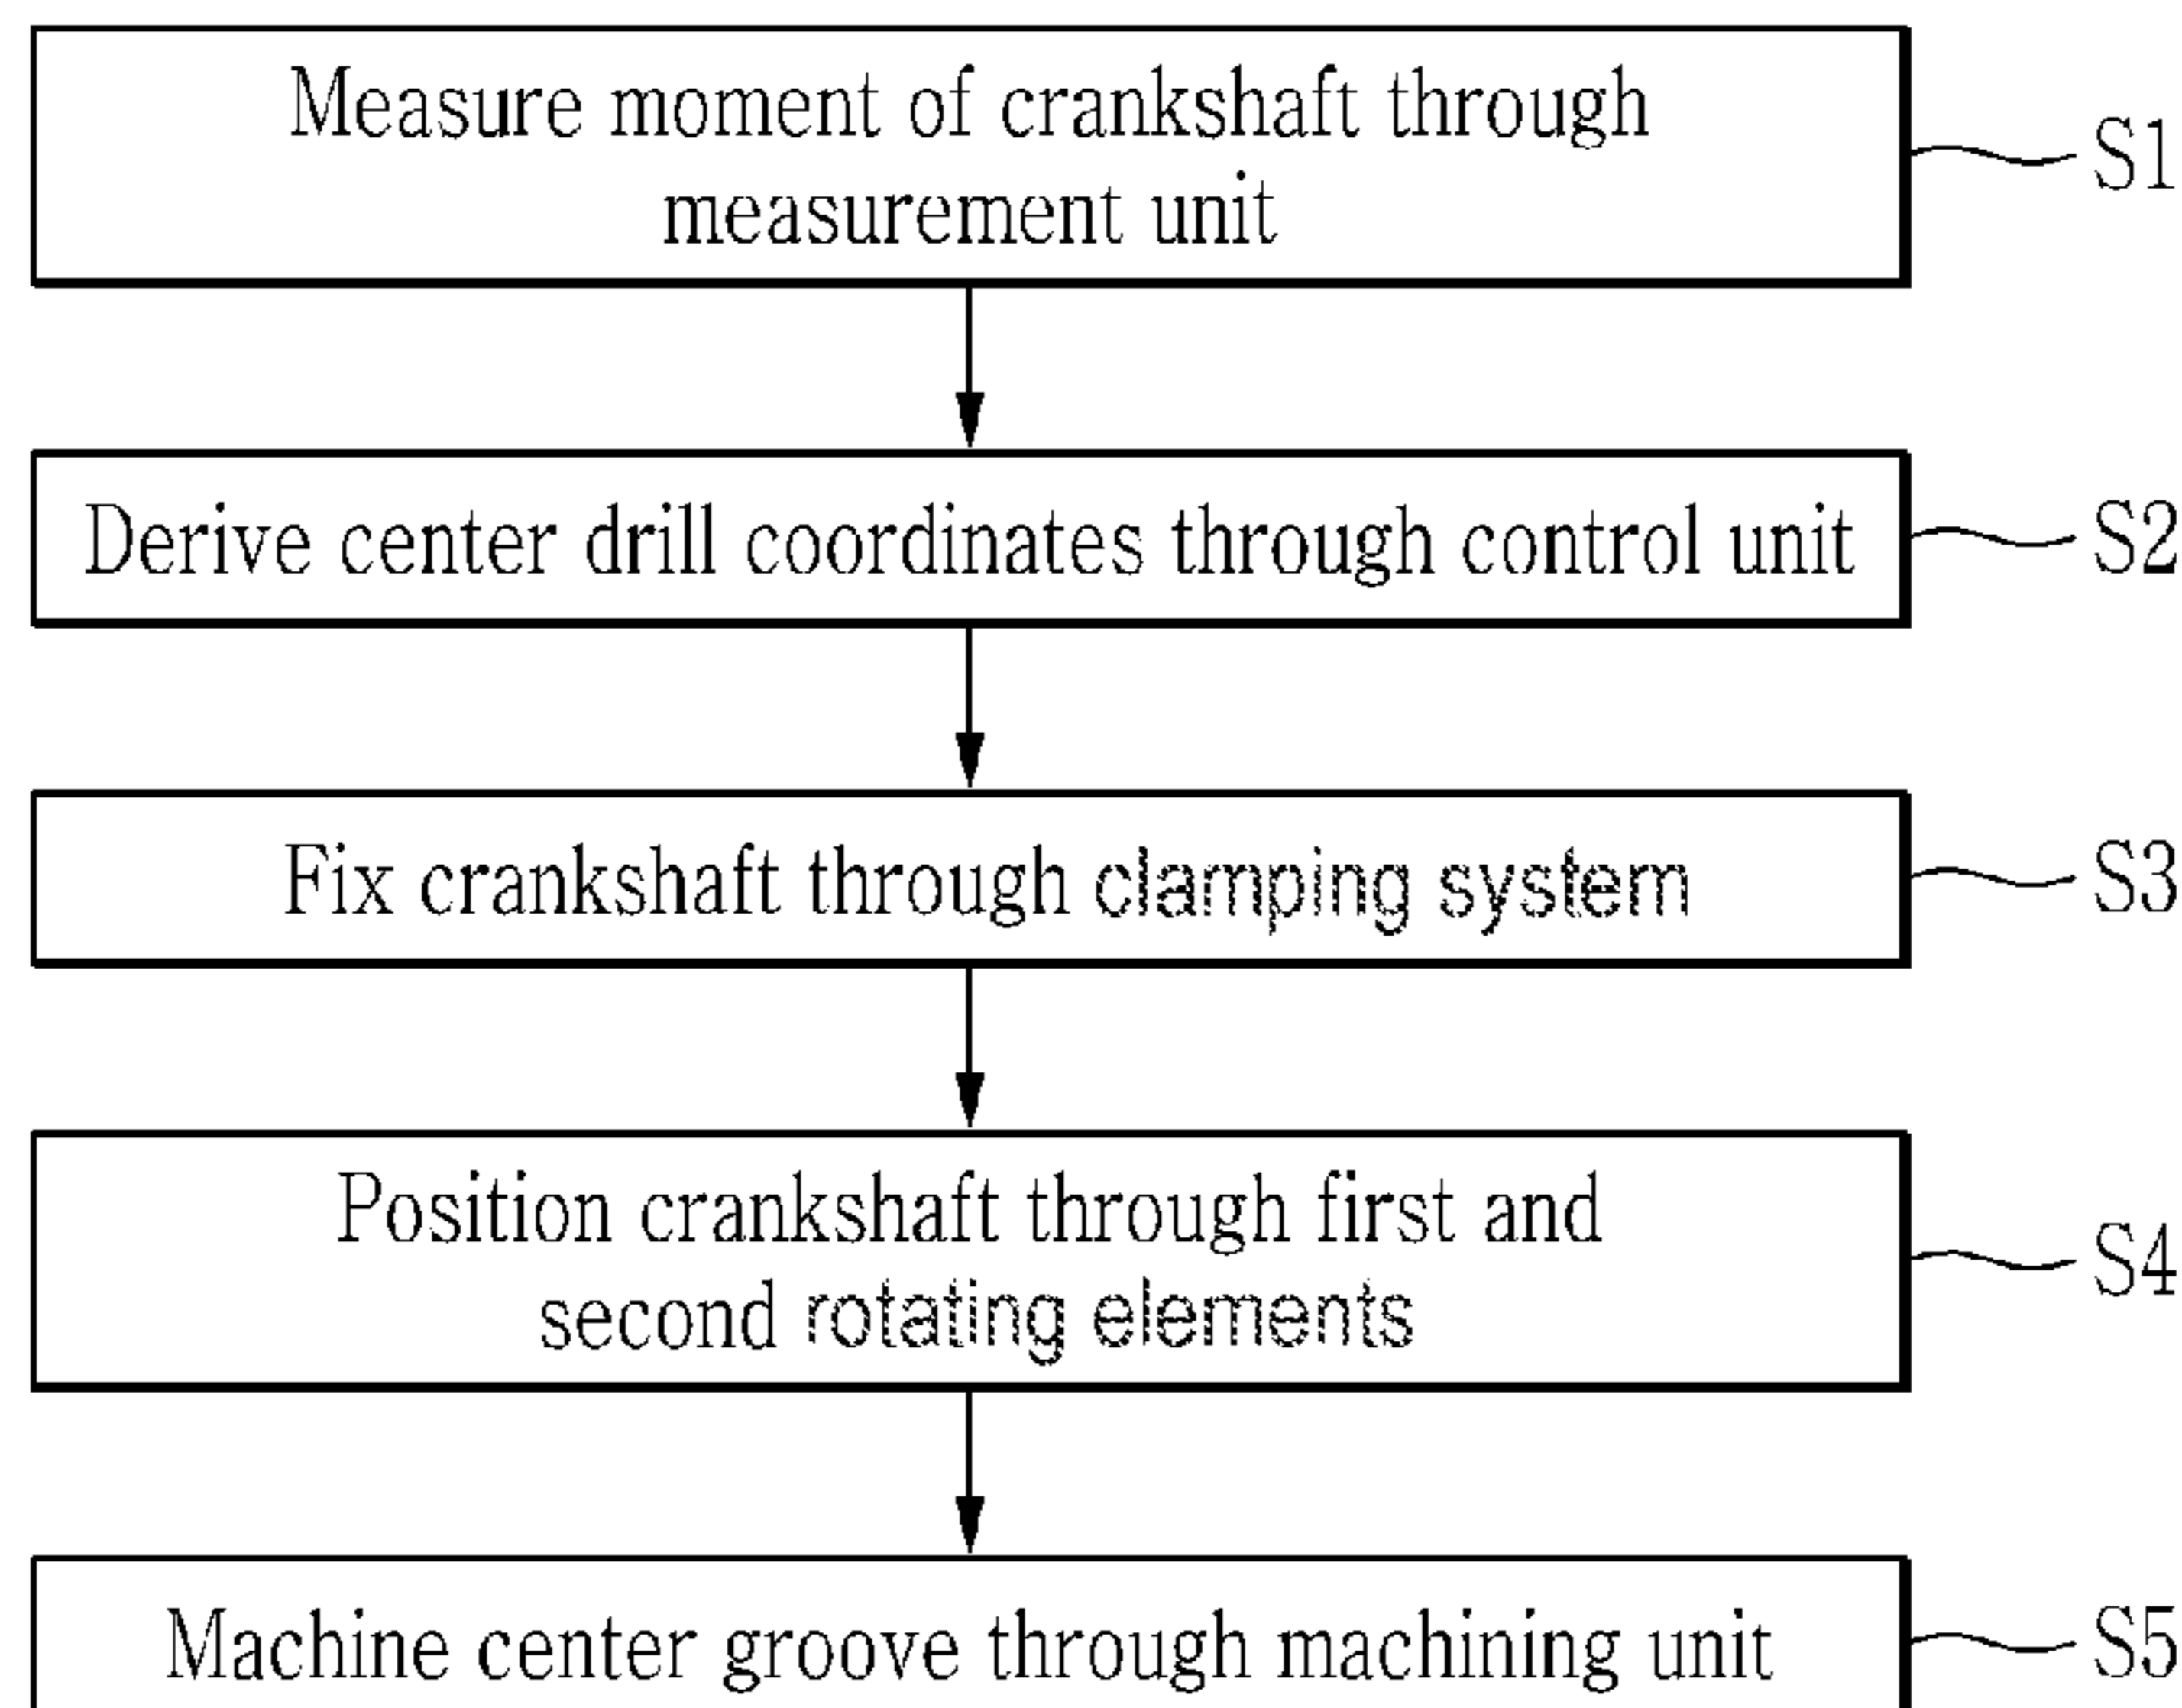 Measure moment of crankshaft through
measurement unit
S1
Derive center drill coordinates through control unit
S2
Fix crankshaft through clamping system
S3
Position crankshaft through first and
second rotating elements
S4
Machine center groove through machining unit
S5